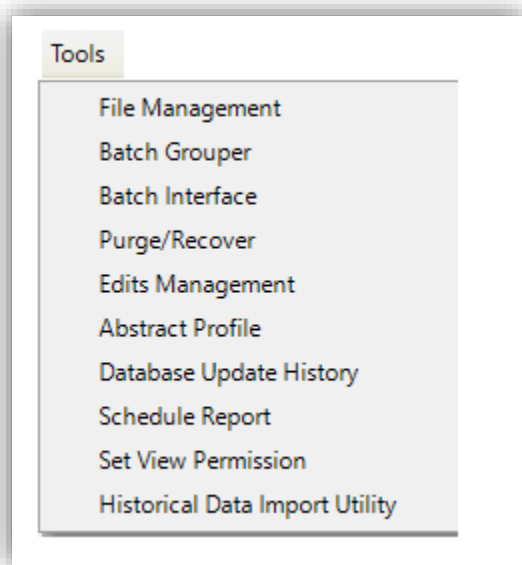 Tools
File Management
Batch Grouper
Batch Interface
Purge/Recover
Edits Management
Abstract Profile
Database Update History
Schedule Report
Set View Permission
Historical Data Import Utility